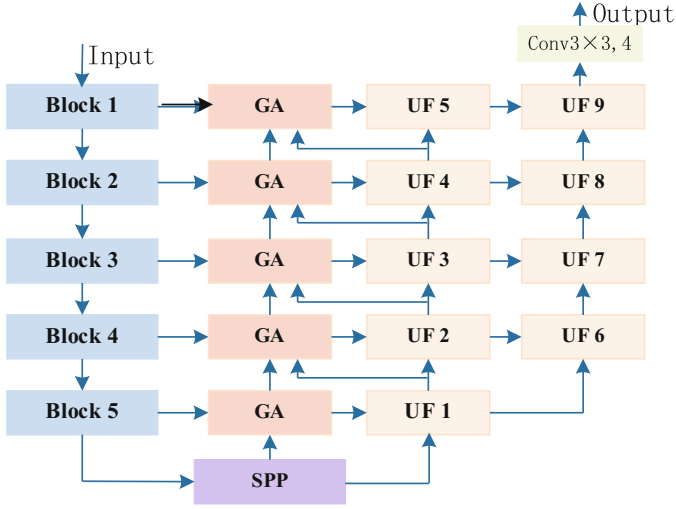 Output
Conv3×3,4
Input
Block 1
GA
UF 5
UF 9
Block 2
GA
UF 4
UF 8
Block 3
GA
UF 3
UF 7
Block 4
GA
UF 2
UF 6
Block 5
GA
UF 1
SPP